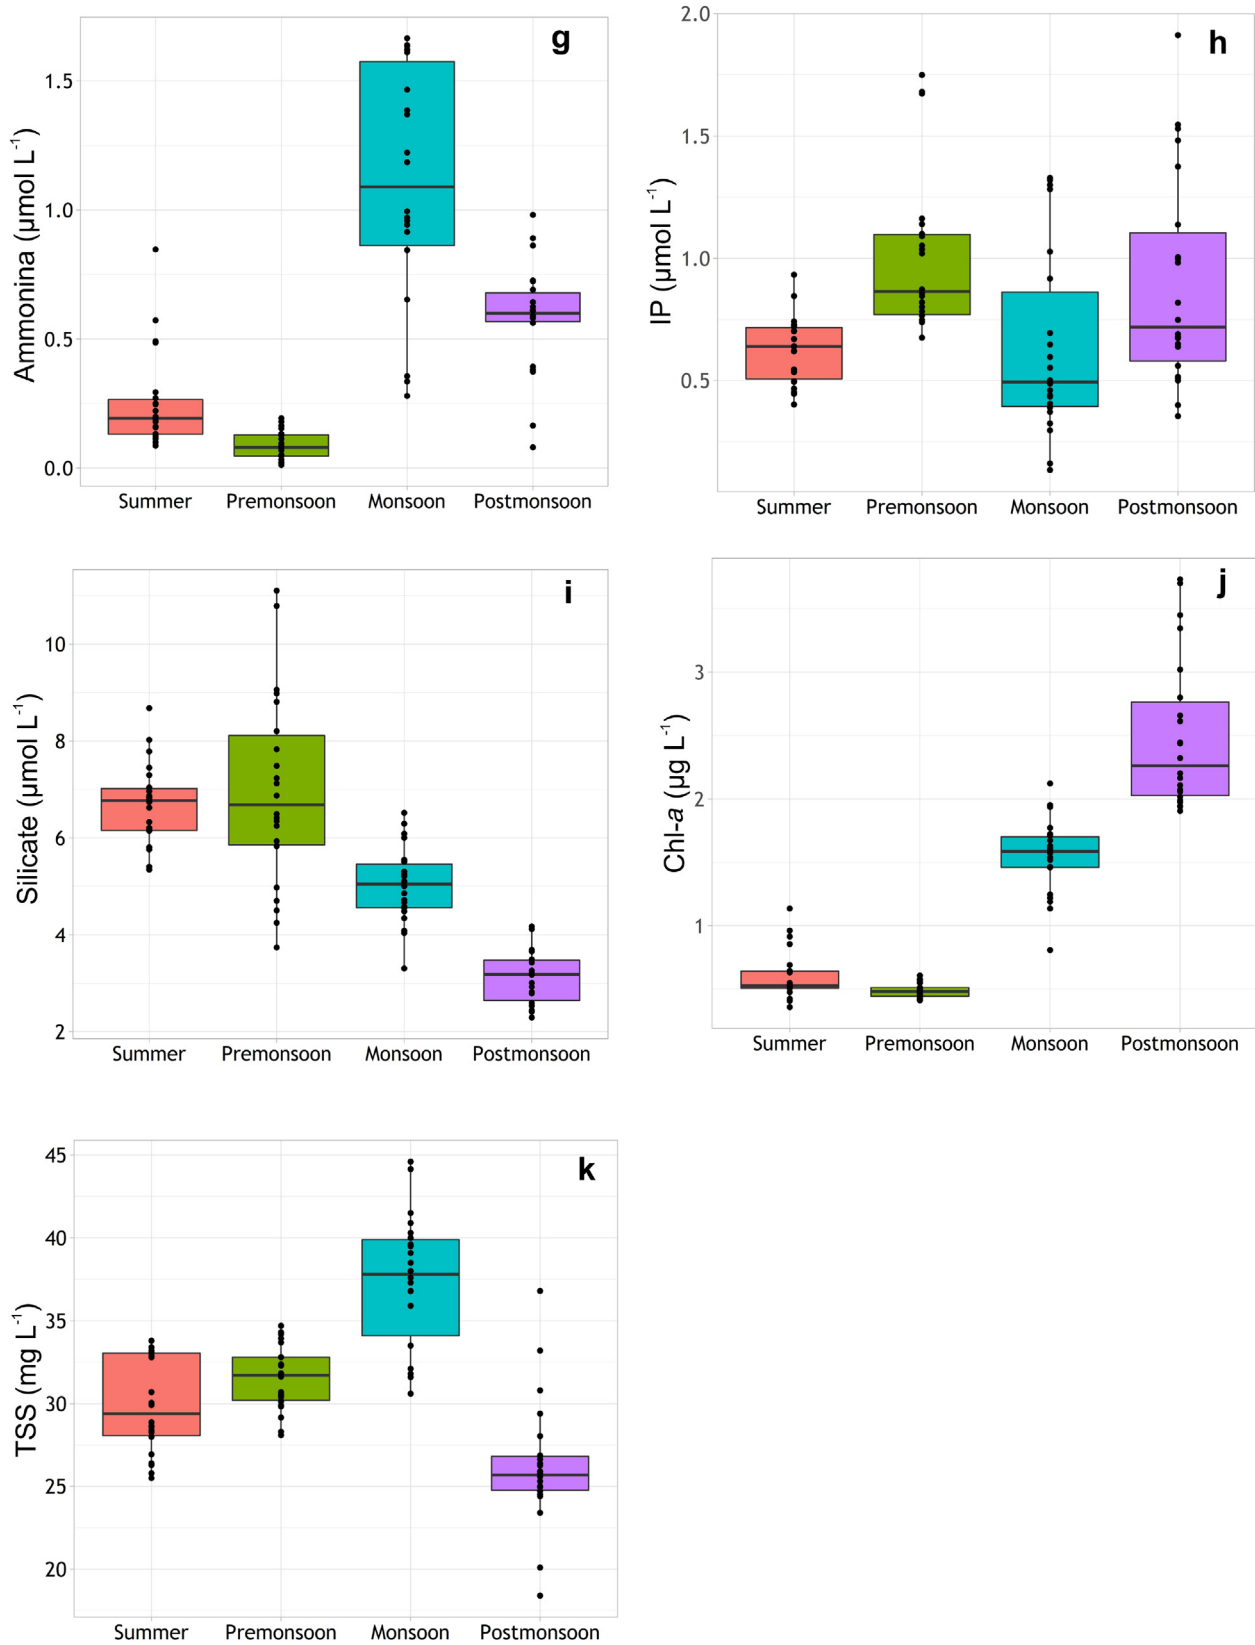 g
Ammonina (µmol L⁻¹)
1.5
1.0
0.5
0.0
Summer Premonsoon Monsoon Postmonsoon
h
IP (µmol L⁻¹)
2.0
1.5
1.0
0.5
Summer Premonsoon Monsoon Postmonsoon
i
Silicate (µmol L⁻¹)
10
8
6
4
2
Summer Premonsoon Monsoon Postmonsoon
j
Chl-a (µg L⁻¹)
3
2
1
Summer Premonsoon Monsoon Postmonsoon
k
TSS (mg L⁻¹)
45
40
35
30
25
20
Summer Premonsoon Monsoon Postmonsoon